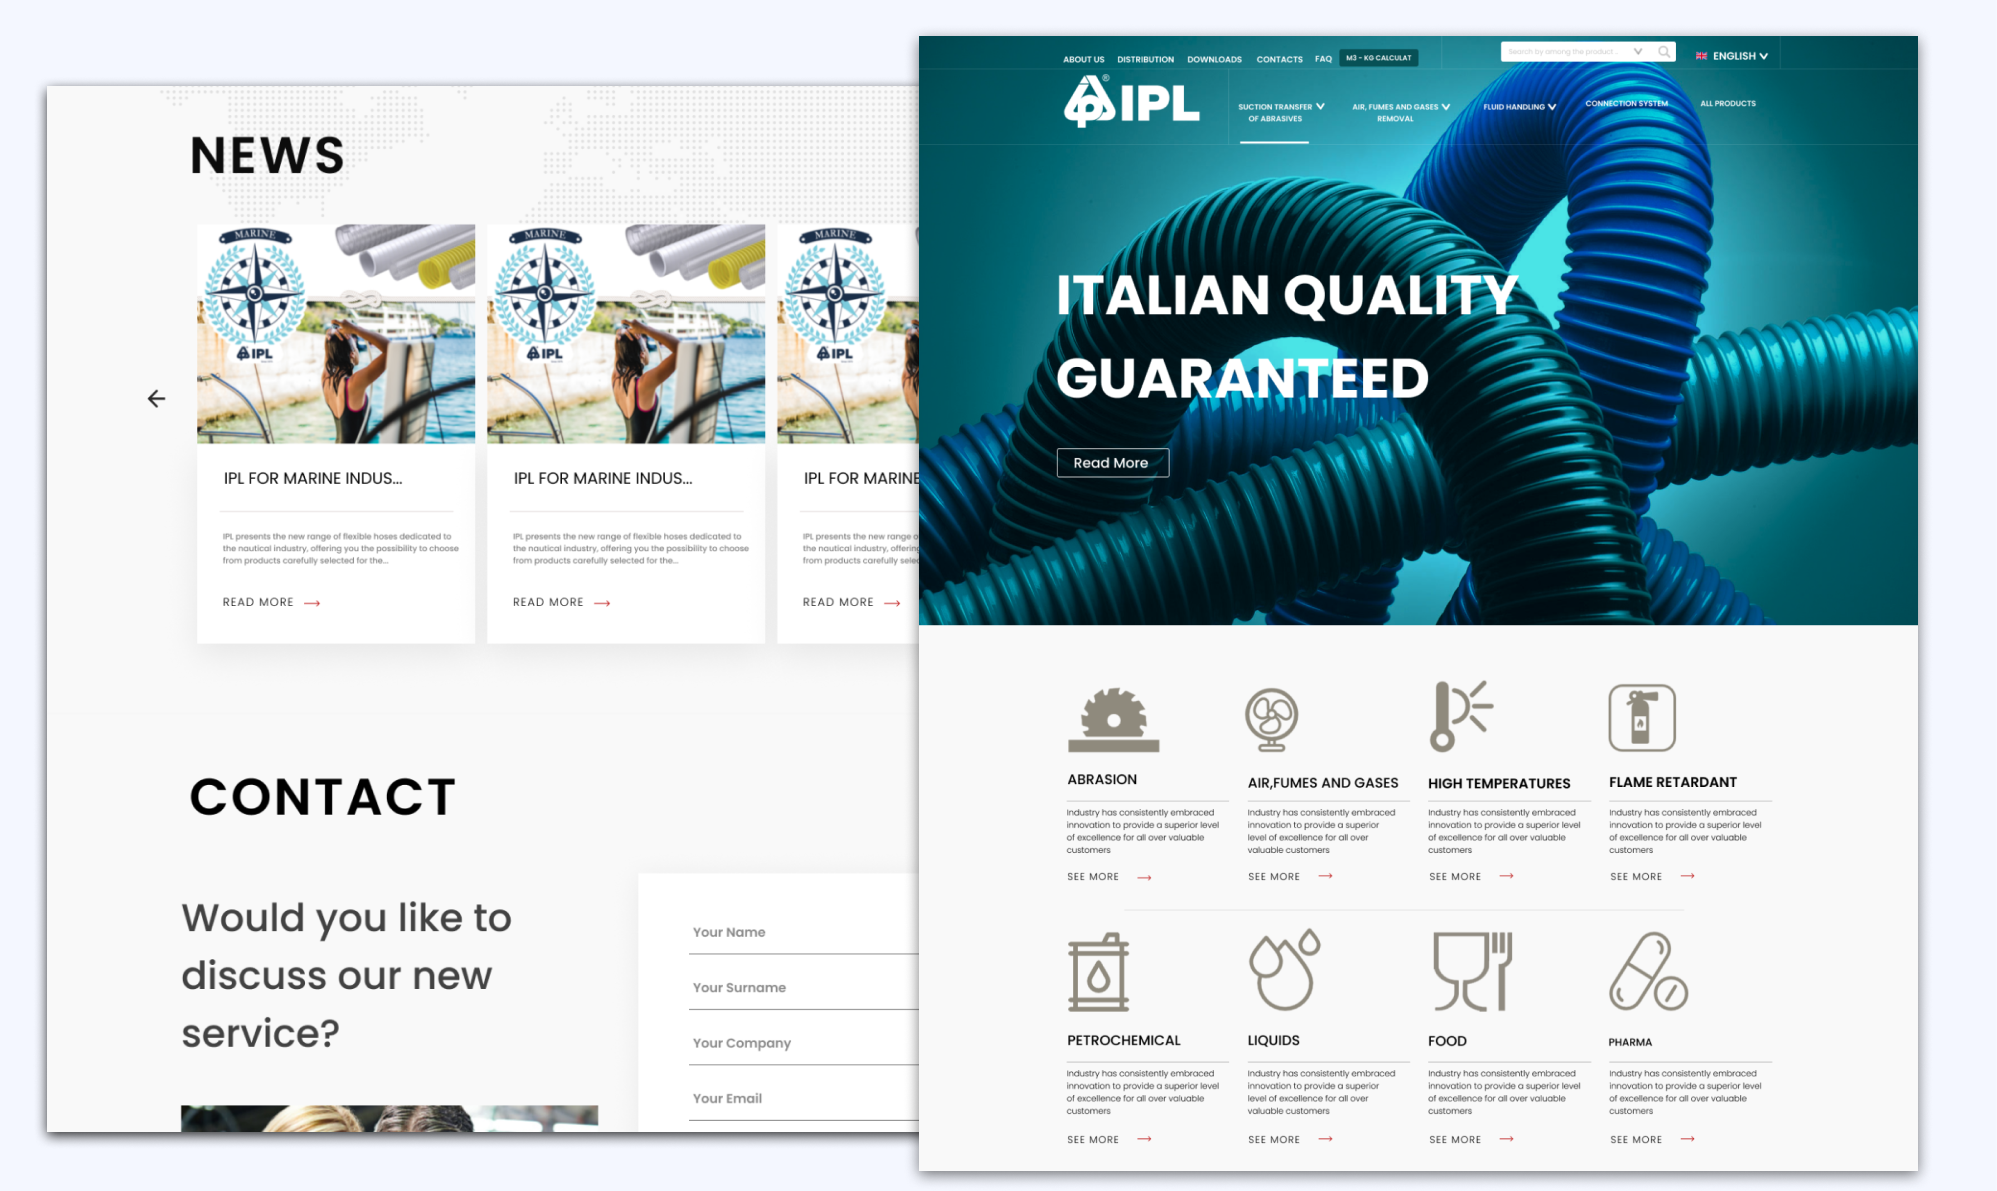 NEWS
MARINE
IPL
IPL FOR MARINE INDUS...
IPL presents the new range of flexible hoses dedicated to
the nautical industry, offering you the possibility to choose
from products carefully selected for the...
READ MORE
MARINE
IPL
IPL FOR MARINE INDUS...
IPL presents the new range of flexible hoses dedicated to
the nautical industry, offering you the possibility to choose
from products carefully selected for the...
READ MORE
MARINE
IPL
IPL FOR MARINE
IPL presents the new range
the nautical industry, offering
from products carefully
READ MORE
CONTACT
Would you like to
discuss our new
service?
Your Name
Your Surname
Your Company
Your Email
ABOUT US DISTRIBUTION DOWNLOADS CONTACTS FAQ M3 - KG CALCULAT
Search by among the product...
ENGLISH
IPL
SUCTION TRANSFER
OF ABRASIVES
AIR, FUMES AND GASES
REMOVAL
FLUID HANDLING
CONNECTION SYSTEM
ALL PRODUCTS
ITALIAN QUALITY
GUARANTEED
Read More
ABRASION
Industry has consistently embraced
innovation to provide a superior level
of excellence for all over valuable
customers
SEE MORE
AIR,FUMES AND GASES
Industry has consistently embraced
innovation to provide a superior
level of excellence for all over
valuable customers
SEE MORE
HIGH TEMPERATURES
Industry has consistently embraced
innovation to provide a superior level
of excellence for all over valuable
customers
SEE MORE
FLAME RETARDANT
Industry has consistently embraced
innovation to provide a superior level
of excellence for all over valuable
customers
SEE MORE
PETROCHEMICAL
Industry has consistently embraced
innovation to provide a superior level
of excellence for all over valuable
customers
SEE MORE
LIQUIDS
Industry has consistently embraced
innovation to provide a superior
level of excellence for all over
valuable customers
SEE MORE
FOOD
Industry has consistently embraced
innovation to provide a superior level
of excellence for all over valuable
customers
SEE MORE
PHARMA
Industry has consistently embraced
innovation to provide a superior level
of excellence for all over valuable
customers
SEE MORE